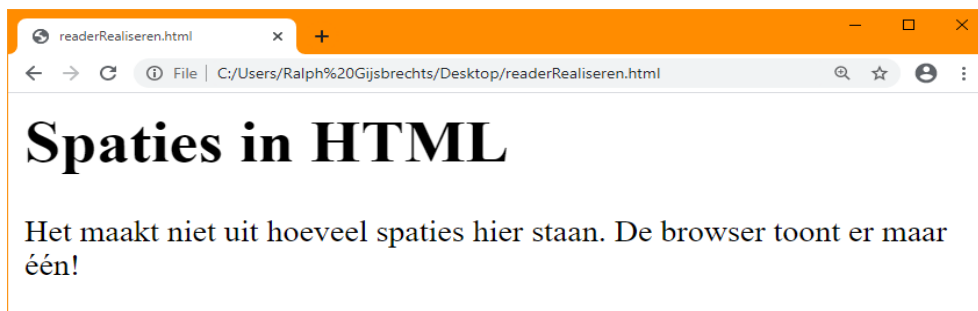 readerRealiseren.html
File | C:/Users/Ralph%20Gijsbrechts/Desktop/readerRealiseren.html
Spaties in HTML
Het maakt niet uit hoeveel spaties hier staan. De browser toont er maar
één!